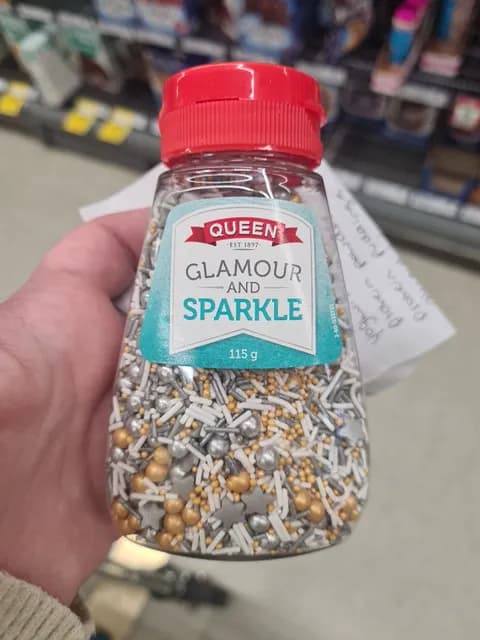 QUEEN
EST 1897
GLAMOUR
AND
SPARKLE
115 g